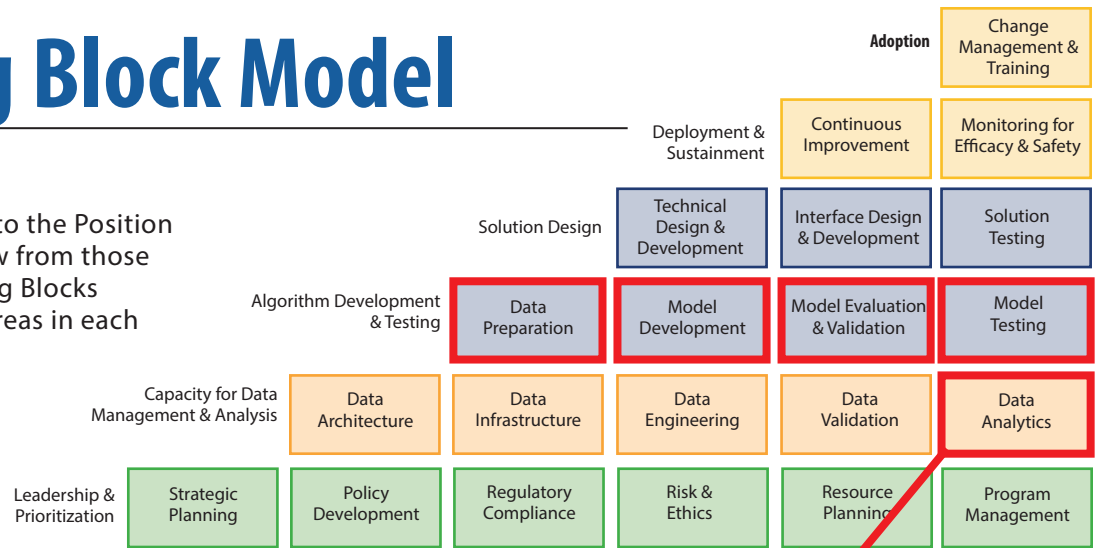 g Block Model
to the Position
w from those
g Blocks
reas in each
Adoption
Change
Management &
Training
Deployment &
Sustainment
Continuous
Improvement
Monitoring for
Efficacy & Safety
Solution Design
Technical
Design &
Development
Interface Design
& Development
Solution
Testing
Algorithm Development
& Testing
Data
Preparation
Model
Development
Model Evaluation
& Validation
Model
Testing
Capacity for Data
Management & Analysis
Data
Architecture
Data
Infrastructure
Data
Engineering
Data
Validation
Data
Analytics
Leadership &
Prioritization
Strategic
Planning
Policy
Development
Regulatory
Compliance
Risk &
Ethics
Resource
Planning
Program
Management